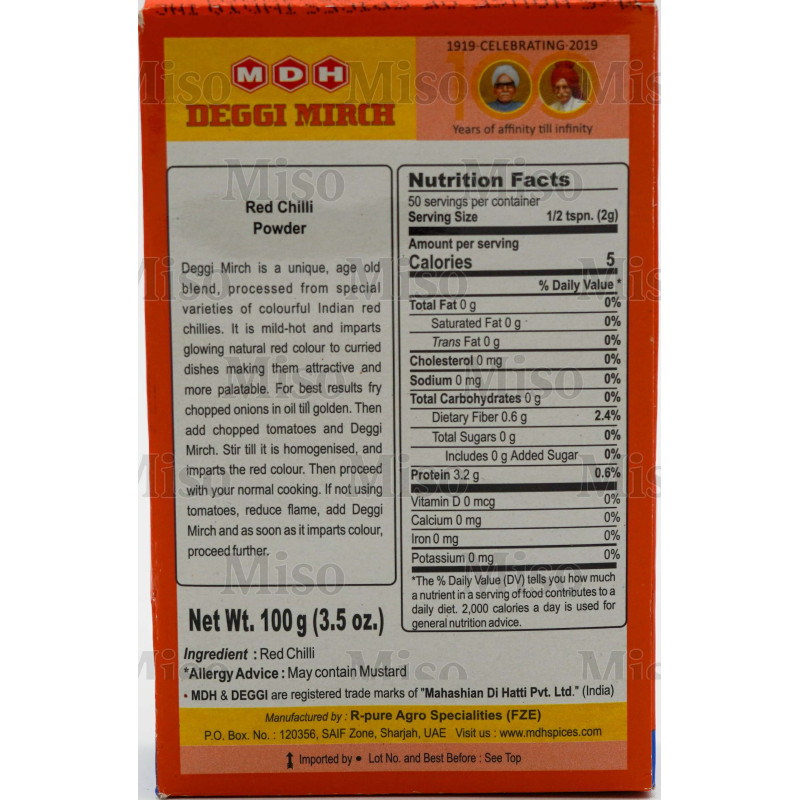 MDH
DEGGI MIRCH
1919-CELEBRATING-2019
100
Years of affinity till infinity
Red Chilli
Powder
Deggi Mirch is a unique, age old
blend, processed from special
varieties of colourful Indian red
chillies. It is mild-hot and imparts
glowing natural red colour to curried
dishes making them attractive and
more palatable. For best results fry
chopped onions in oil till golden. Then
add chopped tomatoes and Deggi
Mirch. Stir till it is homogenised, and
imparts the red colour. Then proceed
with your normal cooking. If not using
tomatoes, reduce flame, add Deggi
Mirch and as soon as it imparts colour,
proceed further.
Net Wt. 100 g (3.5 oz.)
Nutrition Facts
50 servings per container
Serving Size 1/2 tspn. (2g)
Amount per serving
Calories 5
% Daily Value *
Total Fat 0 g 0%
Saturated Fat 0 g 0%
Trans Fat 0 g 0%
Cholesterol 0 mg 0%
Sodium 0 mg 0%
Total Carbohydrates 0 g 0%
Dietary Fiber 0.6 g 2.4%
Total Sugars 0 g 0%
Includes 0 g Added Sugar 0%
Protein 3.2 g 0.6%
Vitamin D 0 mcg 0%
Calcium 0 mg 0%
Iron 0 mg 0%
Potassium 0 mg 0%
*The % Daily Value (DV) tells you how much
a nutrient in a serving of food contributes to a
daily diet. 2,000 calories a day is used for
general nutrition advice.
Ingredient : Red Chilli
*Allergy Advice : May contain Mustard
• MDH & DEGGI are registered trade marks of "Mahashian Di Hatti Pvt. Ltd." (India)
Manufactured by : R-pure Agro Specialities (FZE)
P.O. Box. No. : 120356, SAIF Zone, Sharjah, UAE Visit us : www.mdhspices.com
Imported by • Lot No. and Best Before : See Top
Miso